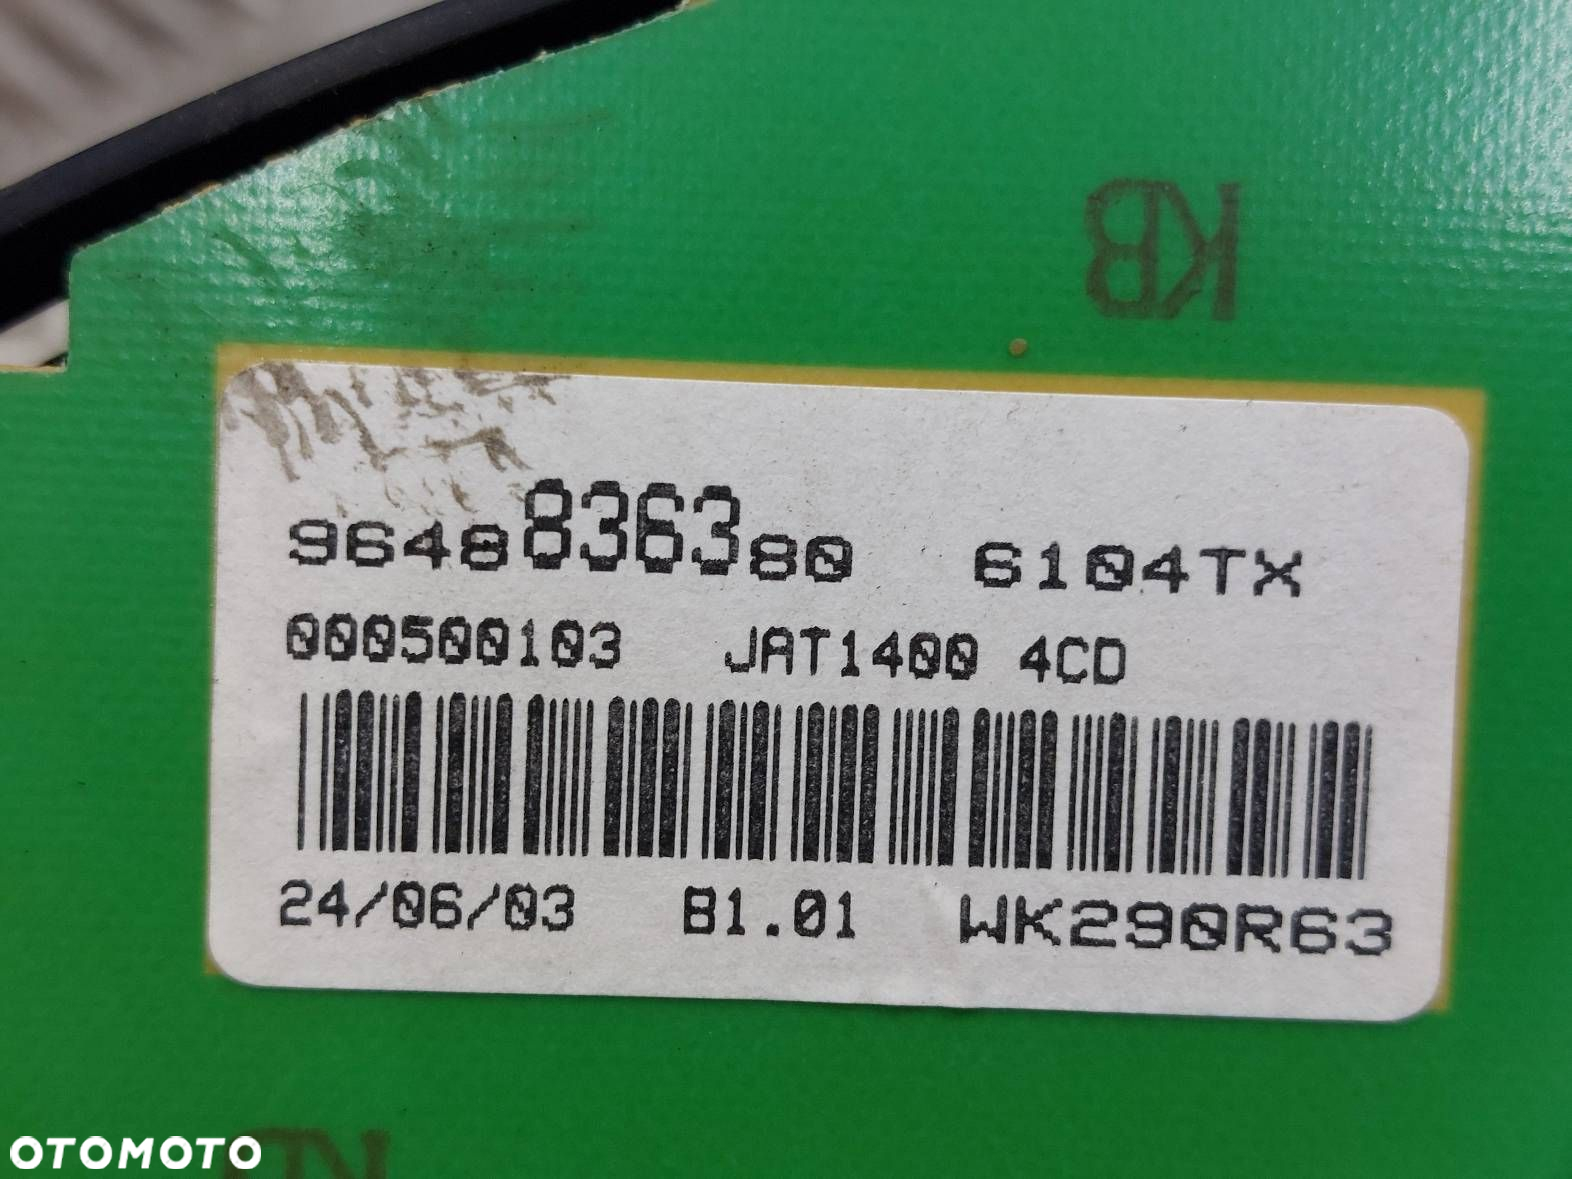 KB
9648836380 6104TX
000500103 JAT1400 4CD
24/06/03 B1.01 WK290R63
OTOMOTO